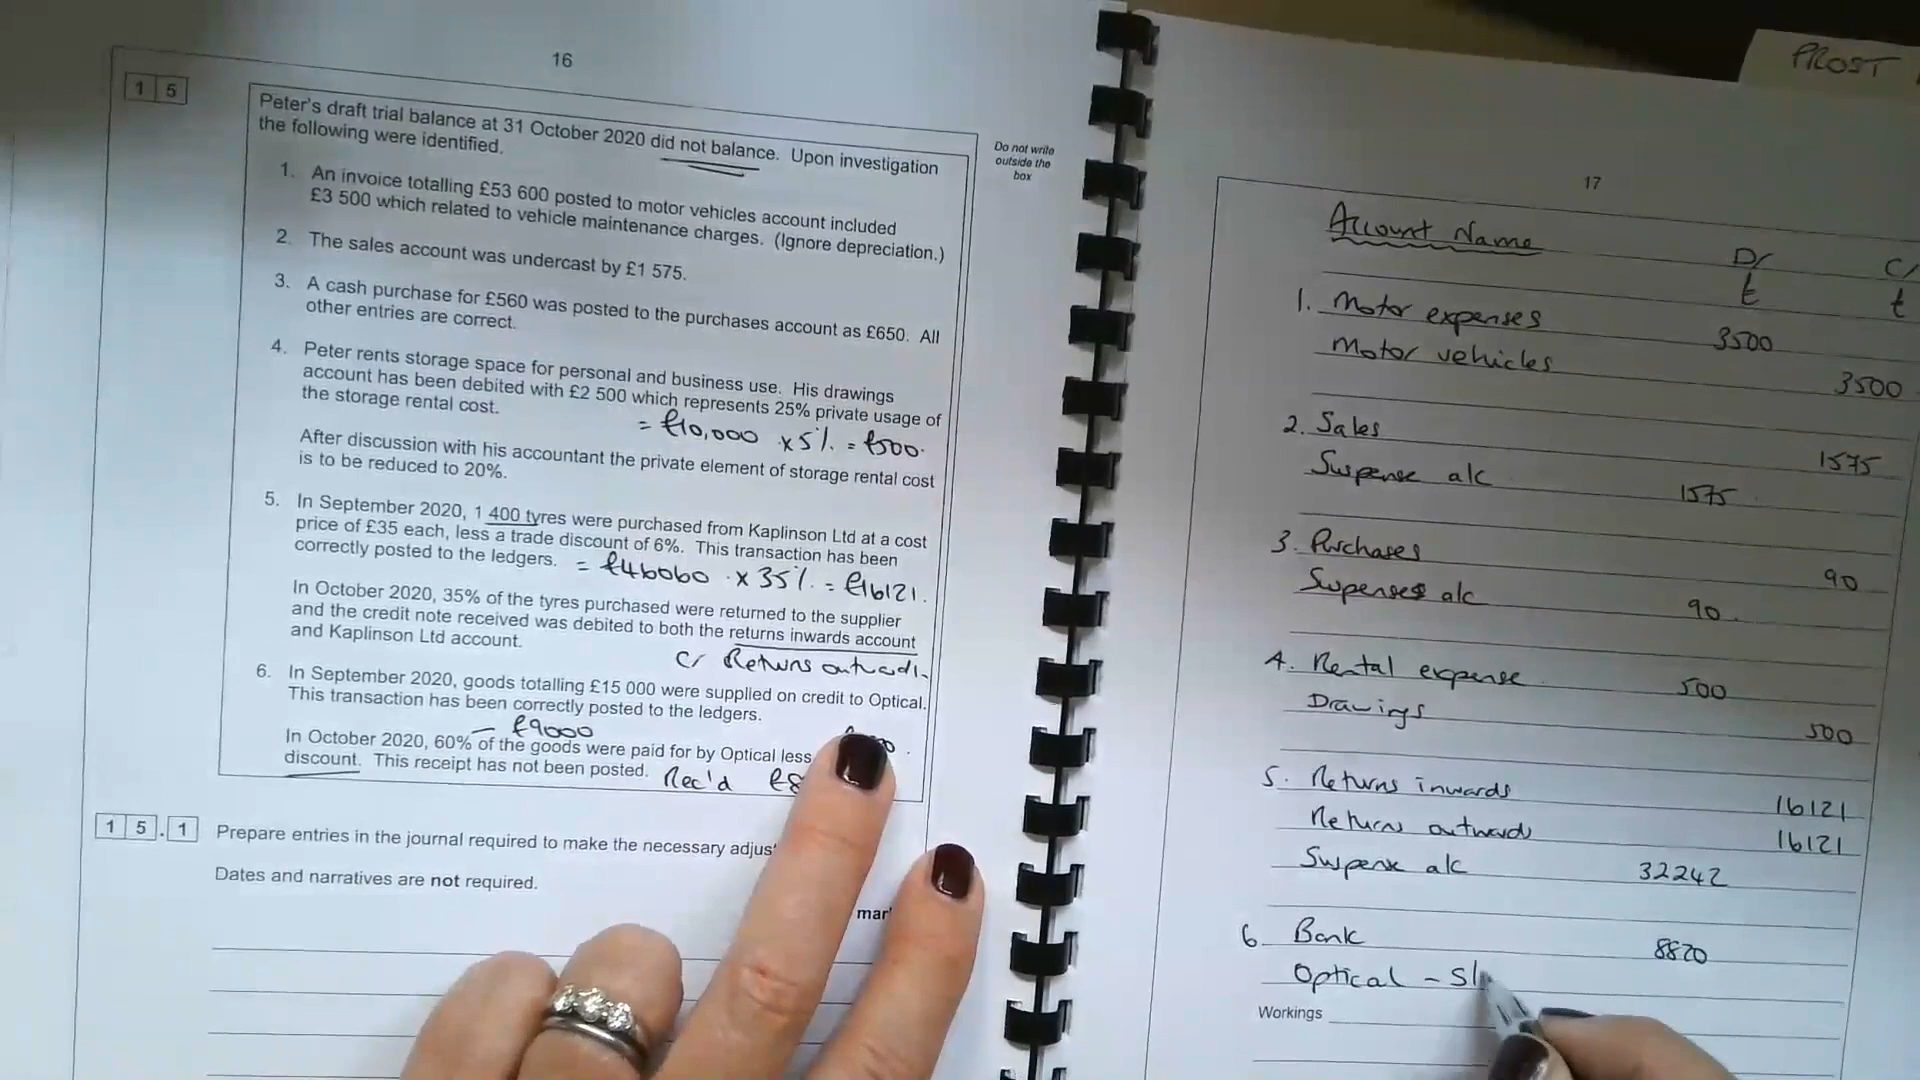 16
1 5
Peter's draft trial balance at 31 October 2020 did not balance. Upon investigation
the following were identified.
1. An invoice totalling £53 600 posted to motor vehicles account included
£3 500 which related to vehicle maintenance charges. (Ignore depreciation.)
2. The sales account was undercast by £1 575.
3. A cash purchase for £560 was posted to the purchases account as £650. All
other entries are correct.
4. Peter rents storage space for personal and business use. His drawings
account has been debited with £2 500 which represents 25% private usage of
the storage rental cost.
= £10,000 x 5% = £500.
After discussion with his accountant the private element of storage rental cost
is to be reduced to 20%.
5. In September 2020, 1 400 tyres were purchased from Kaplinson Ltd at a cost
price of £35 each, less a trade discount of 6%. This transaction has been
correctly posted to the ledgers. = £46060 x 35% = £16121.
In October 2020, 35% of the tyres purchased were returned to the supplier
and the credit note received was debited to both the returns inwards account
and Kaplinson Ltd account.
Cr Returns outwards.
6. In September 2020, goods totalling £15 000 were supplied on credit to Optical.
This transaction has been correctly posted to the ledgers.
£9000
In October 2020, 60% of the goods were paid for by Optical less
discount. This receipt has not been posted. Rec'd £8
1 5 . 1 Prepare entries in the journal required to make the necessary adjus
Dates and narratives are not required.
mar
Do not write
outside the
box
PROST
17
Account Name
Dr Cr
£ £
1. Motor expenses 3500
Motor vehicles 3500
2. Sales 1575
Suspense a/c 1575
3. Purchases 90
Suspenses a/c 90
4. Rental expense 500
Drawings 500
5. Returns inwards 16121
Returns outwards 16121
Suspense a/c 32242
6. Bank 8820
Optical - Sl
Workings